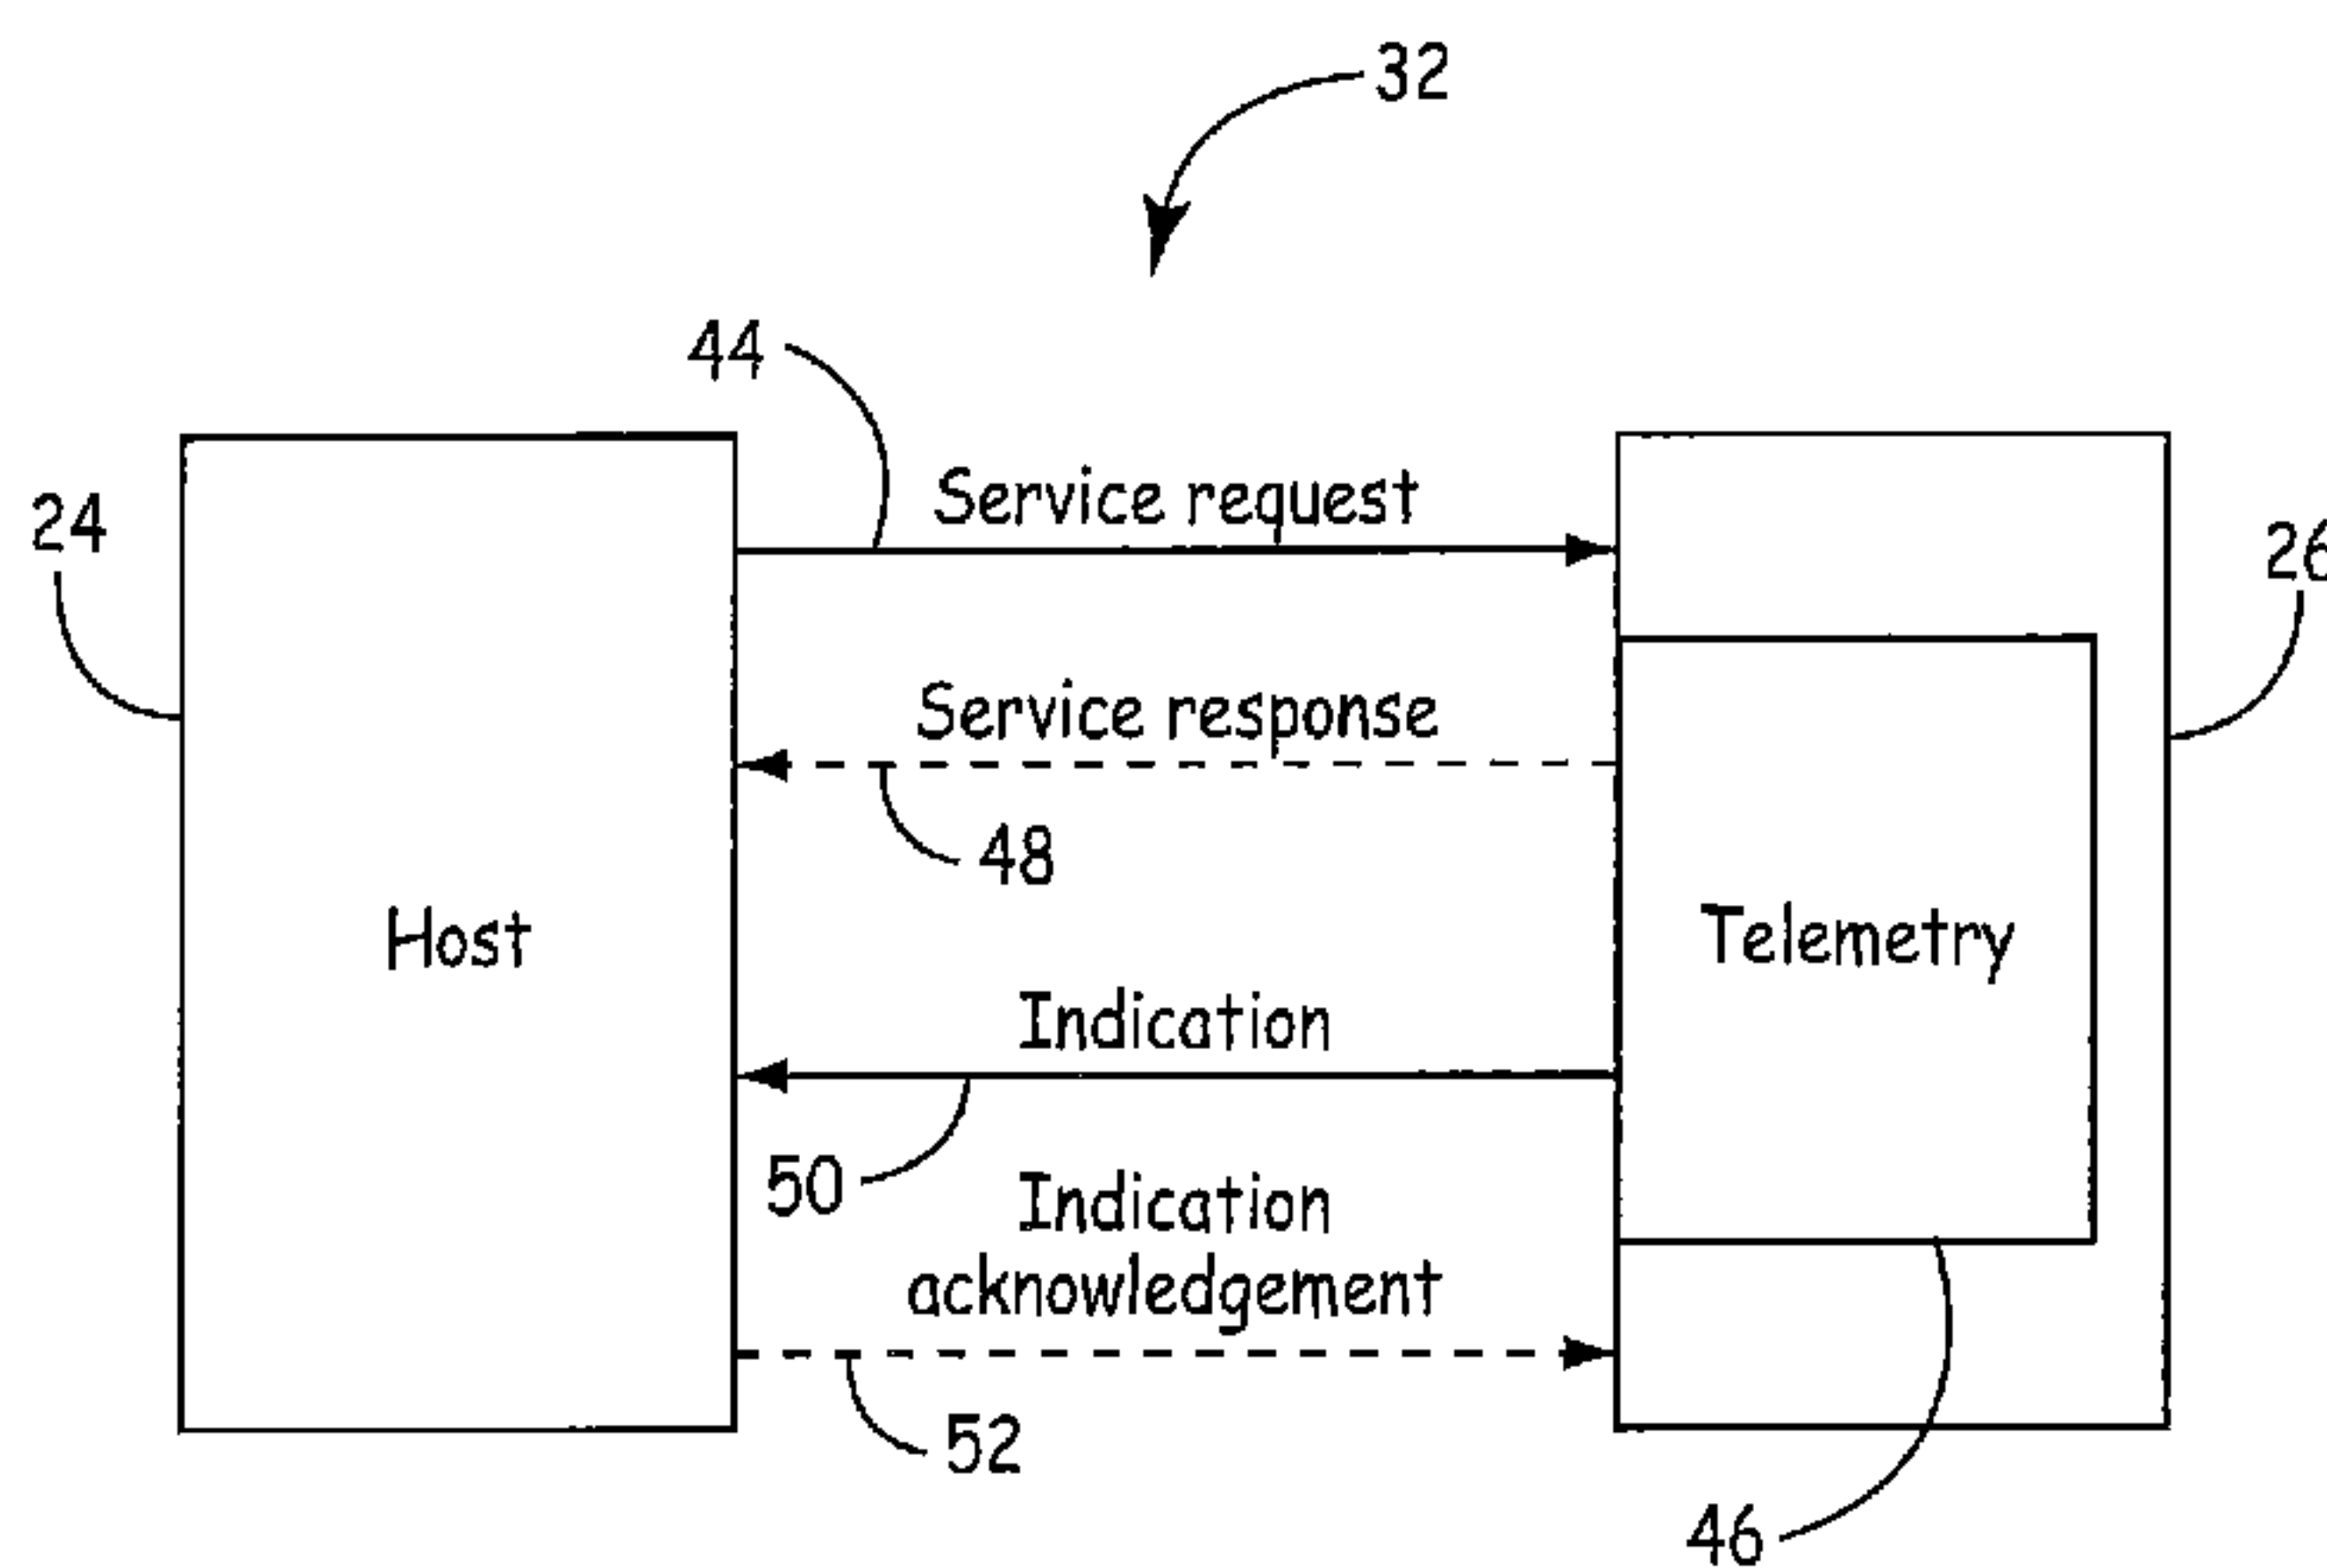 32
44
Service request
24
26
Service response
48
Host
Telemetry
Indication
50
Indication
acknowledgement
52
46